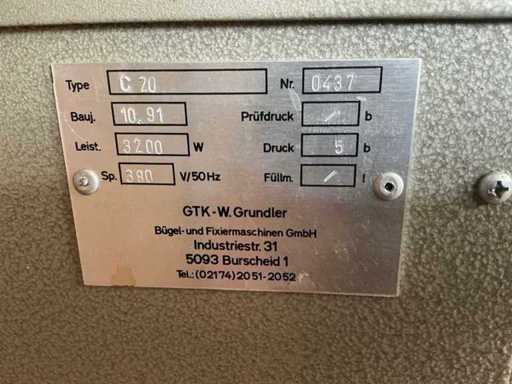 Type C 20 Nr. 0437
Bauj. 10.91 Prüfdruck / b
Leist. 3200 W Druck 5 b
Sp. 380 V/50Hz Füllm. / l
GTK-W.Grundler
Bügel-und Fixiermaschinen GmbH
Industriestr. 31
5093 Burscheid 1
Tel.:(02174)2051-2052